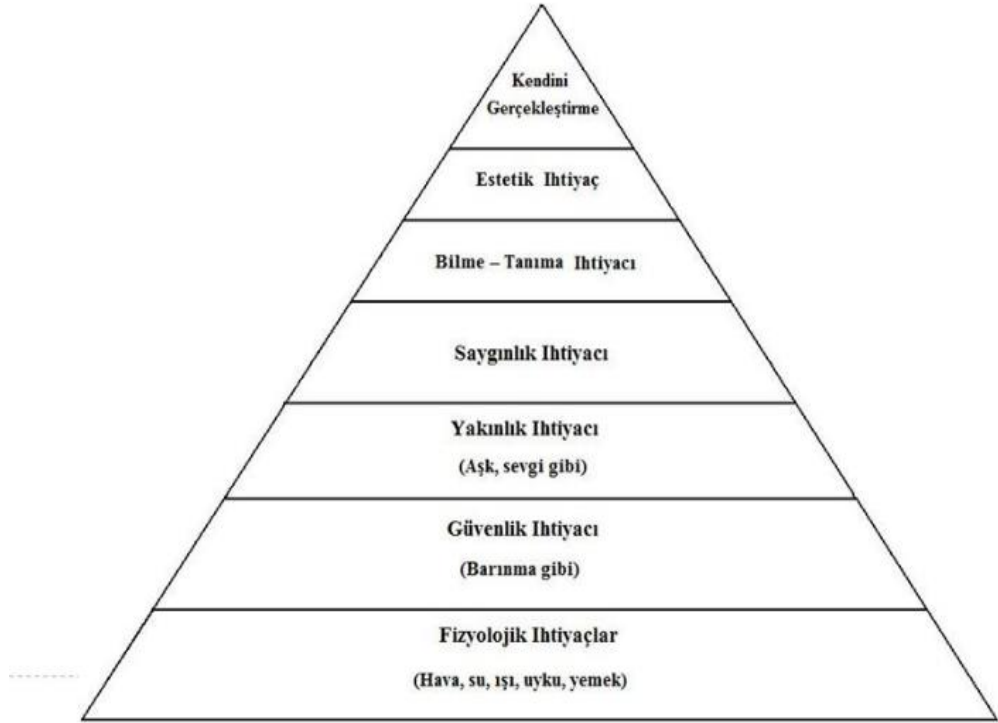 Kendini
Gerçekleştirme
Estetik Ihtiyaç
Bilme – Tanıma Ihtiyacı
Saygınlık Ihtiyacı
Yakınlık Ihtiyacı
(Aşk, sevgi gibi)
Güvenlik Ihtiyacı
(Barınma gibi)
Fizyolojik Ihtiyaçlar
(Hava, su, ışı, uyku, yemek)